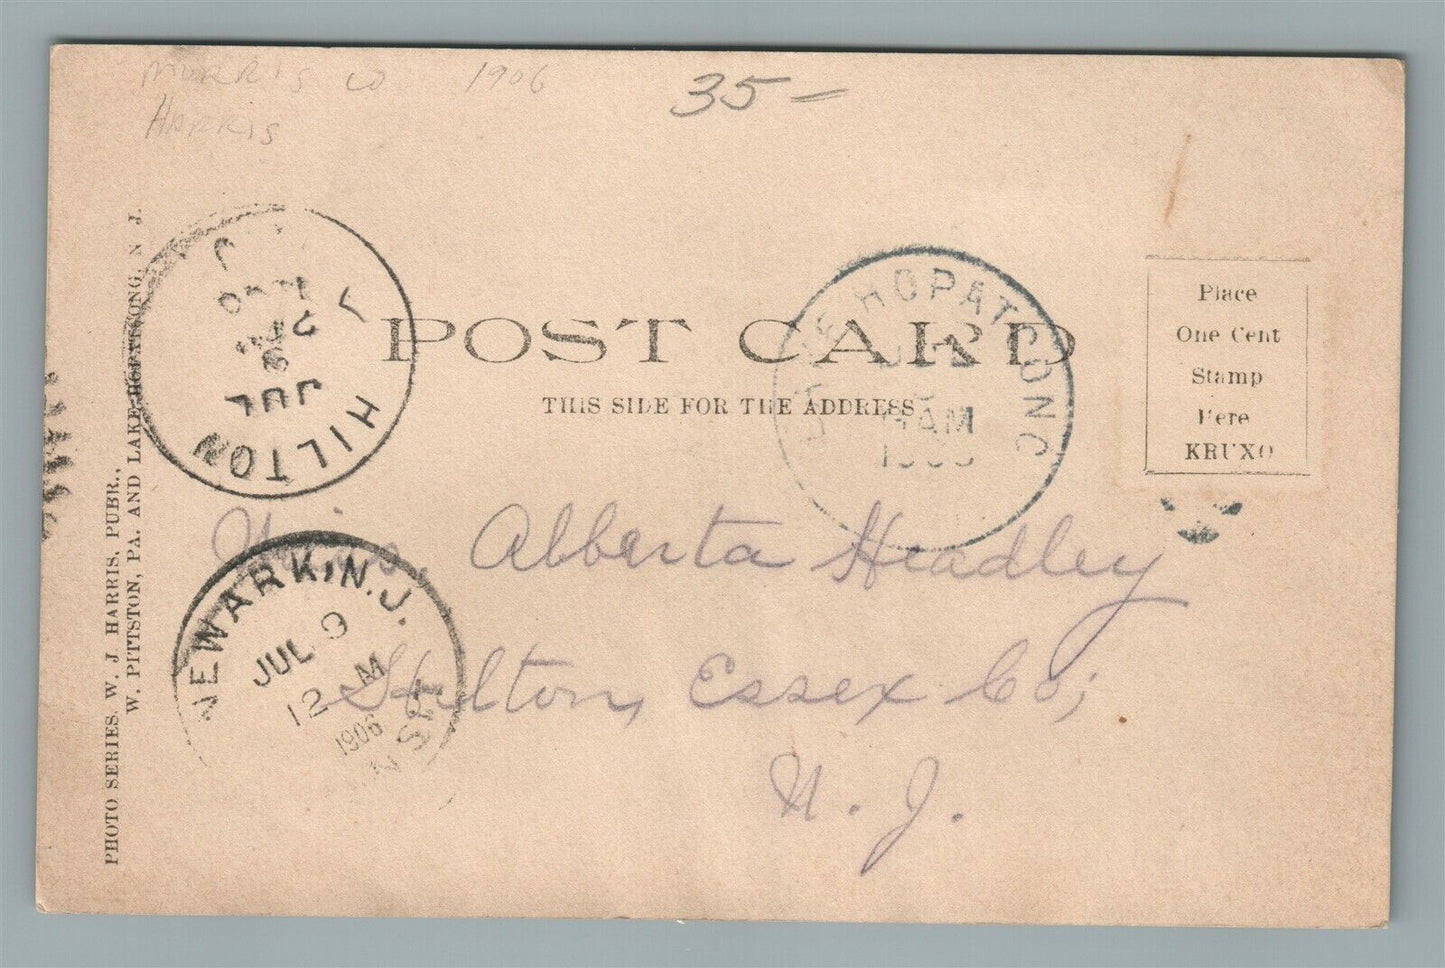 MORRIS CO 1906
HARRIS
35–
POST CARD
THIS SIDE FOR THE ADDRESS
Place
One Cent
Stamp
Here
KRUXO
HOPATCONG
AM
HILTON
JUL
NEWARK, N.J.
JUL 9
12 M
1906
Miss. Alberta Headley
Hilton, Essex Co;
N. J.
PHOTO SERIES. W. J HARRIS, PUBR.,
W. PITTSTON, PA. AND LAKE HOPATCONG, N J.